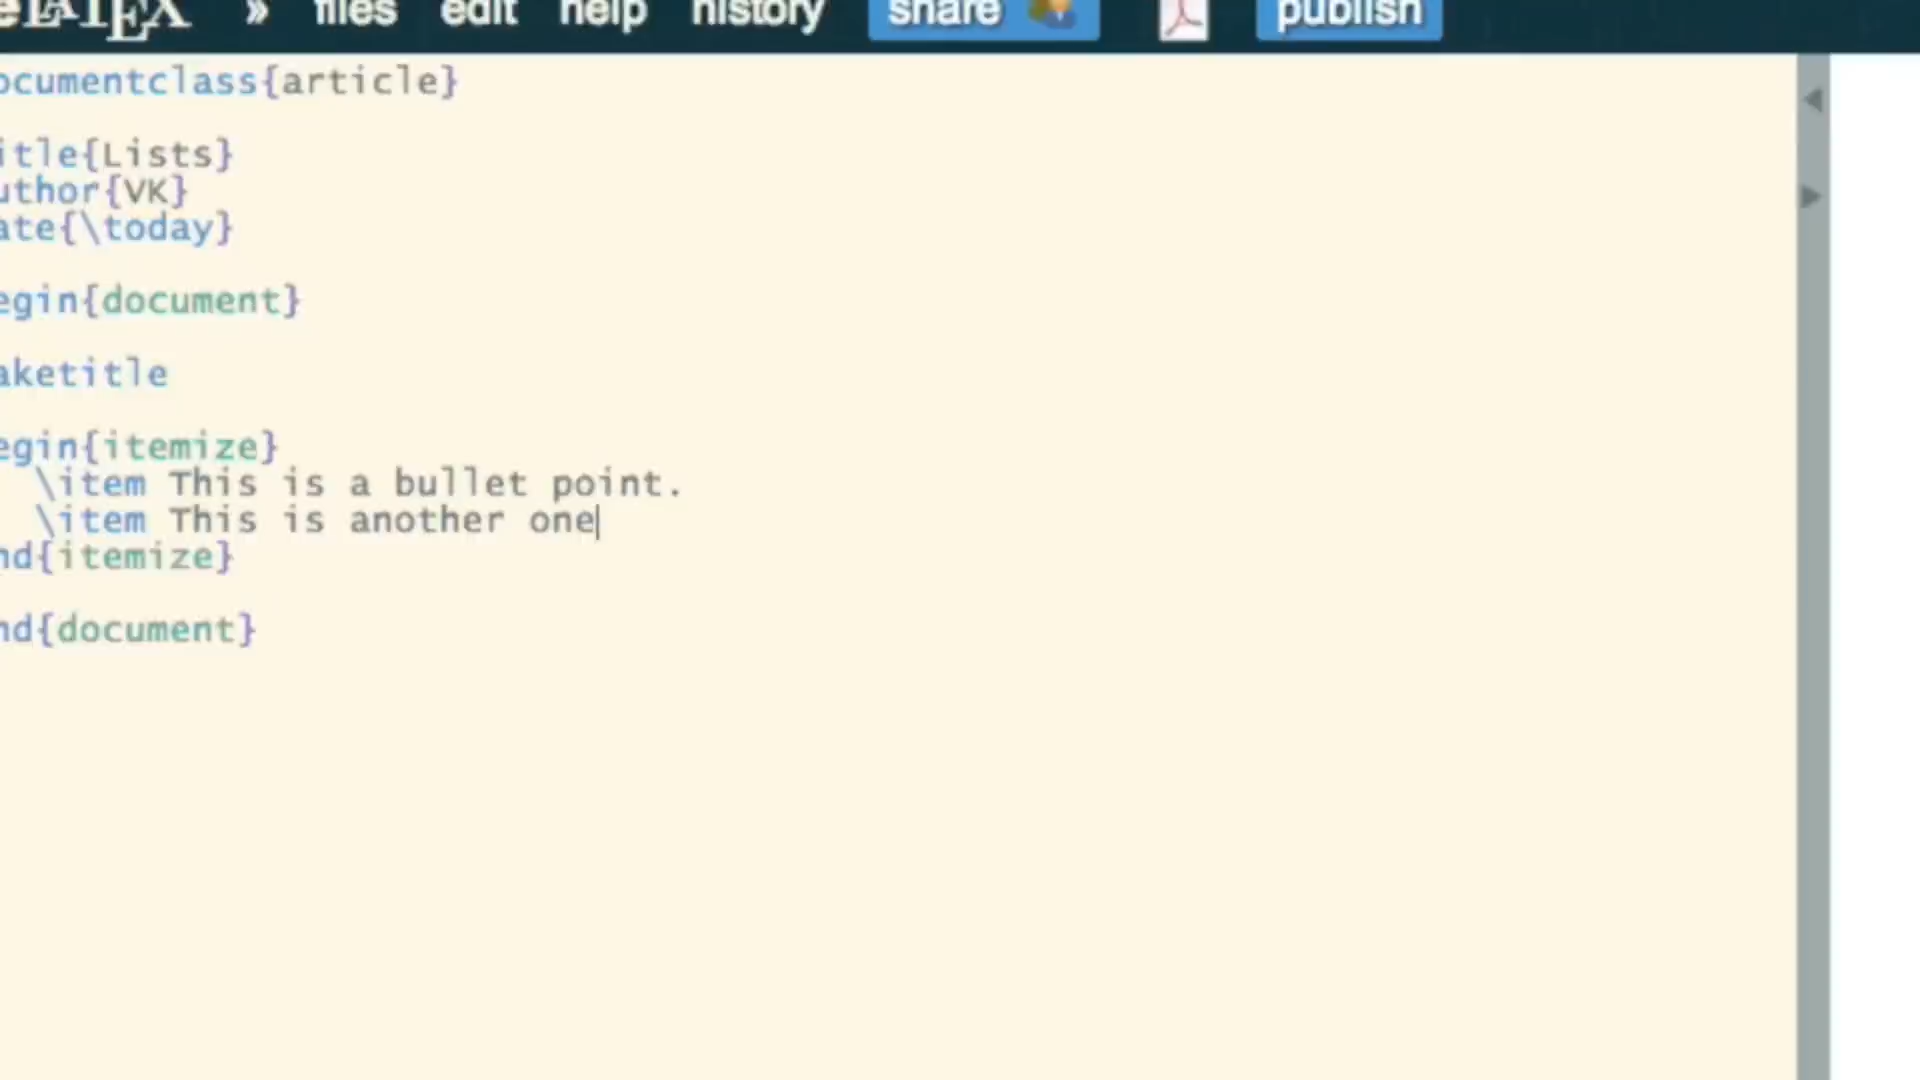 eLATEX » files edit help history share publish
ocumentclass{article}
itle{Lists}
uthor{VK}
ate{\today}
egin{document}
aketitle
egin{itemize}
\item This is a bullet point.
\item This is another one
nd{itemize}
nd{document}